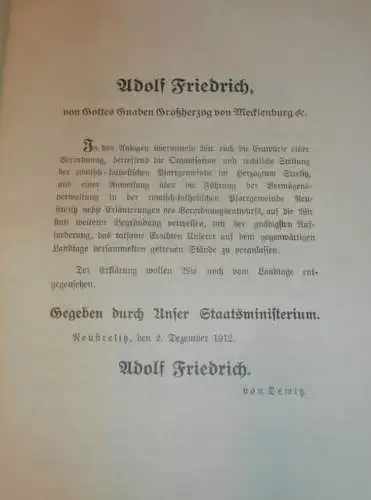 Adolf Friedrich,
von Gottes Gnaden Großherzog von Mecklenburg ꝛc.
In den Anlagen übermitteln Wir euch die Entwürfe einer
Verordnung, betreffend die Organisation und rechtliche Stellung
der römisch-katholischen Pfarrgemeinde im Herzogtum Strelitz,
und einer Anweisung über die Führung der Vermögens-
verwaltung in der römisch-katholischen Pfarrgemeinde Neu-
strelitz nebst Erläuterungen des Verordnungsentwurfs, auf die Wir
statt weiterer Begründung verweisen, mit der gnädigsten Auf-
forderung, das ratsame Erachten Unserer auf dem gegenwärtigen
Landtage versammelten getreuen Stände zu veranlassen.
Der Erklärung wollen Wir noch vom Landtage ent-
gegensehen.
Gegeben durch Unser Staatsministerium.
Neustrelitz, den 2. Dezember 1912.
Adolf Friedrich.
von Dewitz.